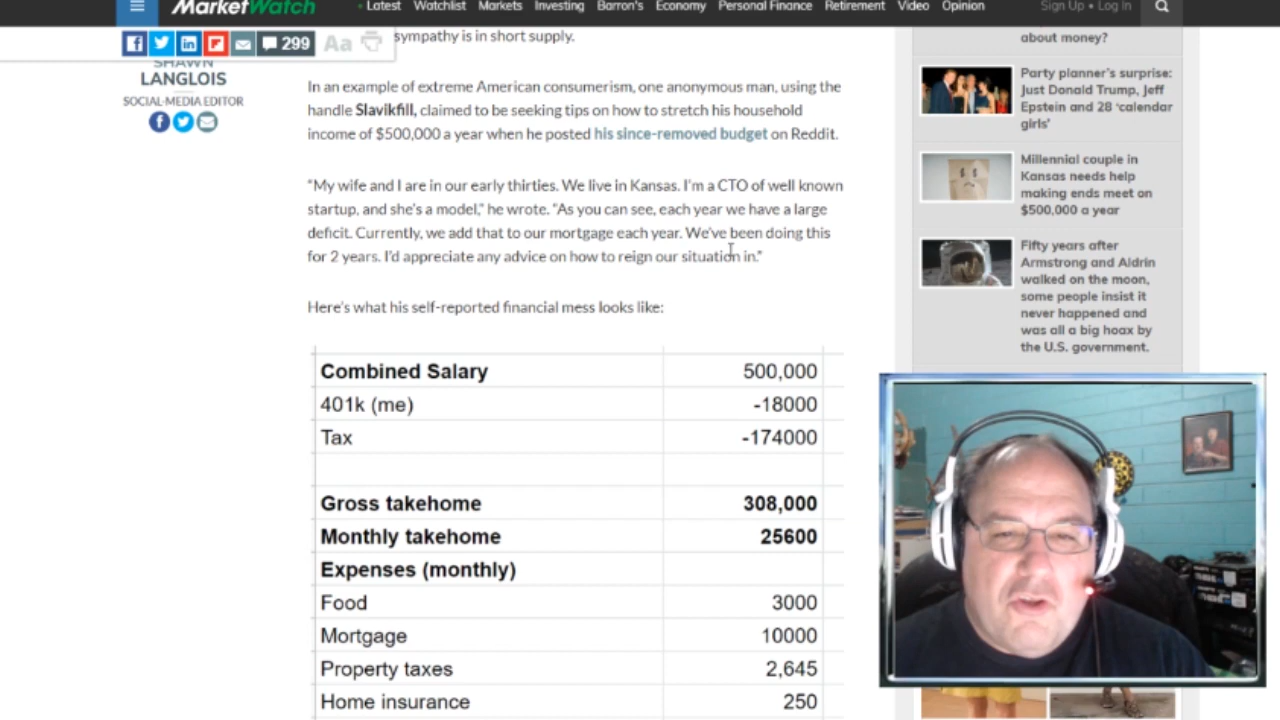 MarketWatch
Latest Watchlist Markets Investing Barron's Economy Personal Finance Retirement Video Opinion
Sign Up • Log In
299
Aa
SHAWN
LANGLOIS
SOCIAL-MEDIA EDITOR
sympathy is in short supply.
In an example of extreme American consumerism, one anonymous man, using the
handle Slavikfill, claimed to be seeking tips on how to stretch his household
income of $500,000 a year when he posted his since-removed budget on Reddit.
“My wife and I are in our early thirties. We live in Kansas. I’m a CTO of well known
startup, and she’s a model,” he wrote. “As you can see, each year we have a large
deficit. Currently, we add that to our mortgage each year. We’ve been doing this
for 2 years. I’d appreciate any advice on how to reign our situation in.”
Here’s what his self-reported financial mess looks like:
Combined Salary 500,000
401k (me) -18000
Tax -174000
Gross takehome 308,000
Monthly takehome 25600
Expenses (monthly)
Food 3000
Mortgage 10000
Property taxes 2,645
Home insurance 250
about money?
Party planner’s surprise:
Just Donald Trump, Jeff
Epstein and 28 ‘calendar
girls’
Millennial couple in
Kansas needs help
making ends meet on
$500,000 a year
Fifty years after
Armstrong and Aldrin
walked on the moon,
some people insist it
never happened and
was all a big hoax by
the U.S. government.